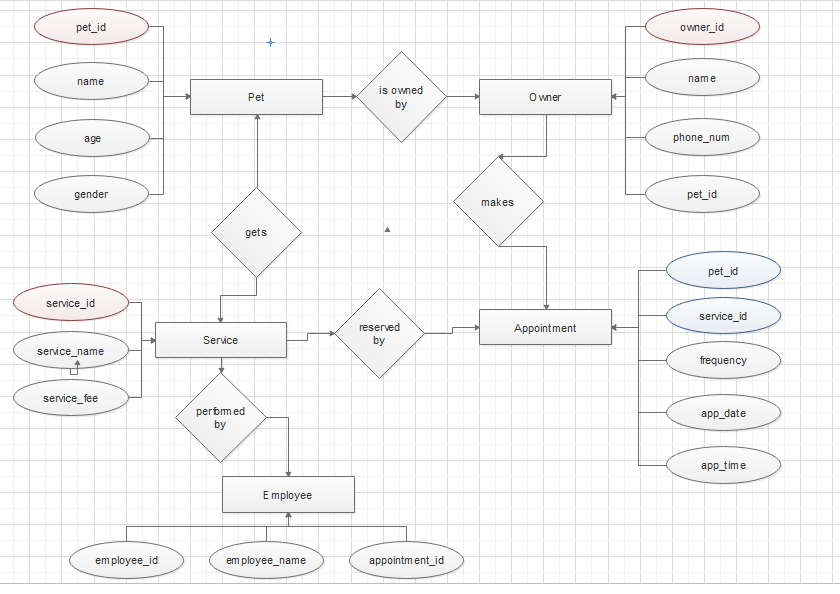 pet_id
name
age
gender
Pet
is owned
by
Owner
owner_id
name
phone_num
pet_id
gets
makes
service_id
service_name
service_fee
Service
reserved
by
Appointment
pet_id
service_id
frequency
app_date
app_time
performed
by
Employee
employee_id
employee_name
appointment_id